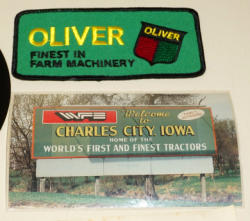 OLIVER
FINEST IN
FARM MACHINERY
OLIVER
WFE
Welcome to
CHARLES CITY, IOWA
HOME OF THE
WORLD'S FIRST AND FINEST TRACTORS